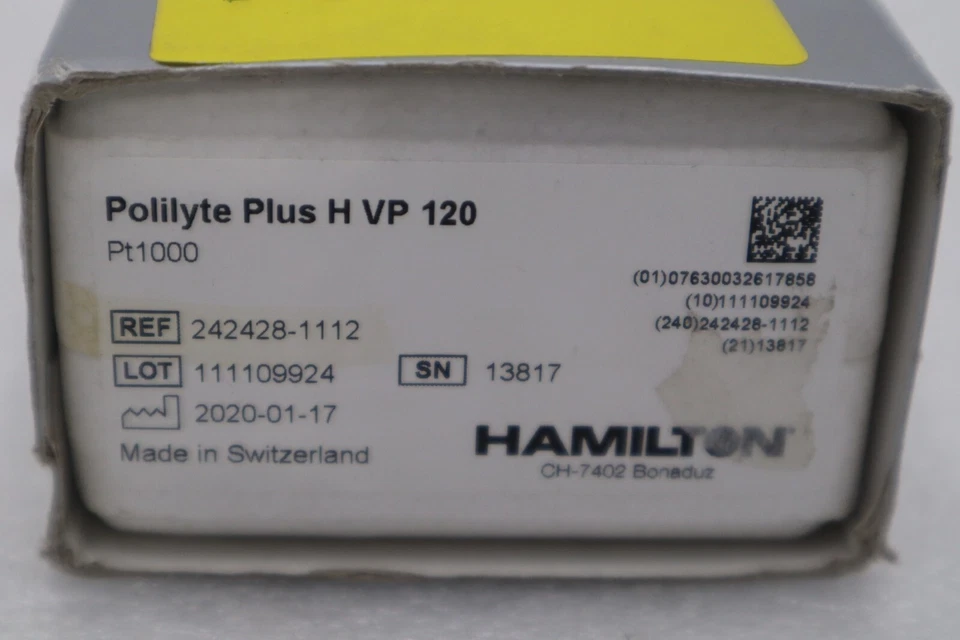 Polilyte Plus H VP 120
Pt1000
(01)07630032617858
(10)111109924
(240)242428-1112
(21)13817
REF 242428-1112
LOT 111109924
SN 13817
2020-01-17
Made in Switzerland
HAMILTON
CH-7402 Bonaduz